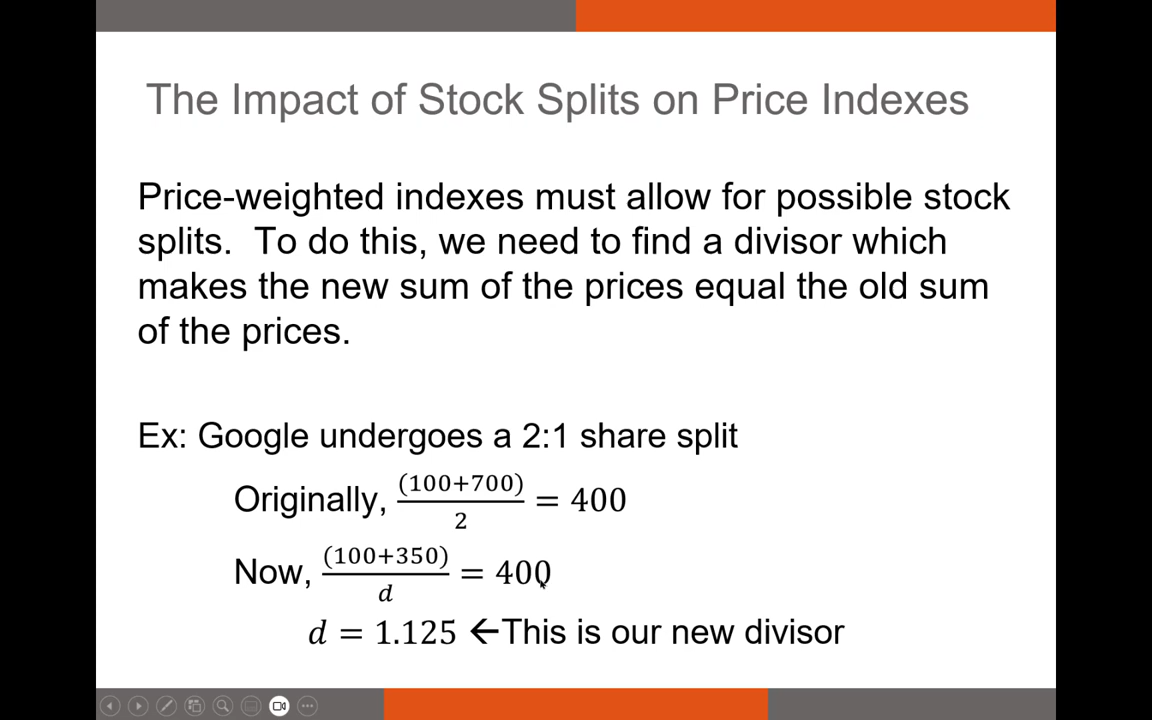 The Impact of Stock Splits on Price Indexes
Price-weighted indexes must allow for possible stock
splits. To do this, we need to find a divisor which
makes the new sum of the prices equal the old sum
of the prices.
Ex: Google undergoes a 2:1 share split
Originally, (100+700)/2 = 400
Now, (100+350)/d = 400
d = 1.125 ←This is our new divisor